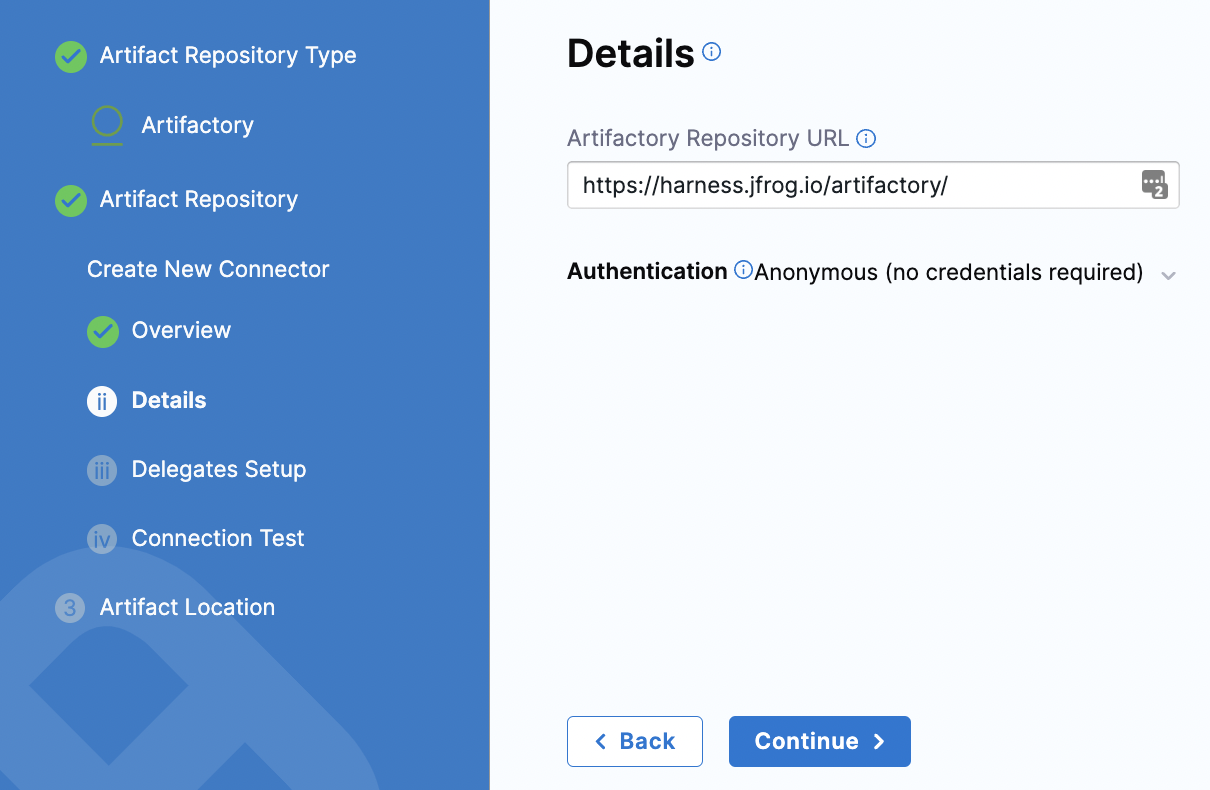 Artifact Repository Type
Artifactory
Artifact Repository
Create New Connector
Overview
ii Details
iii Delegates Setup
iv Connection Test
3 Artifact Location
Details
Artifactory Repository URL
https://harness.jfrog.io/artifactory/
2
Authentication Anonymous (no credentials required)
Back
Continue